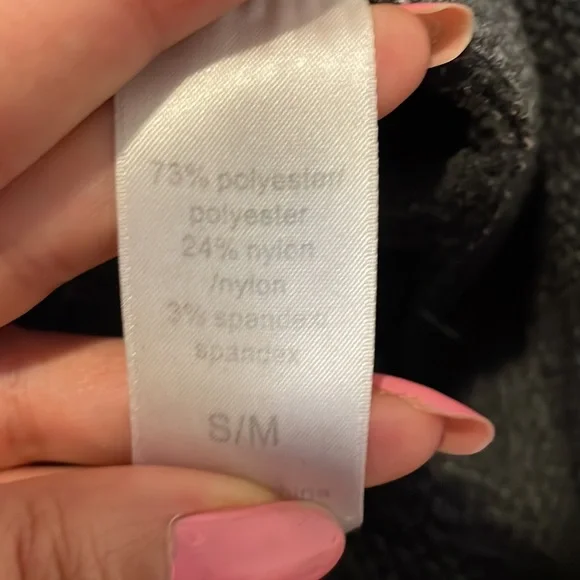 73% polyester/
polyester
24% nylon
/nylon
3% spandex/
spandex
S/M